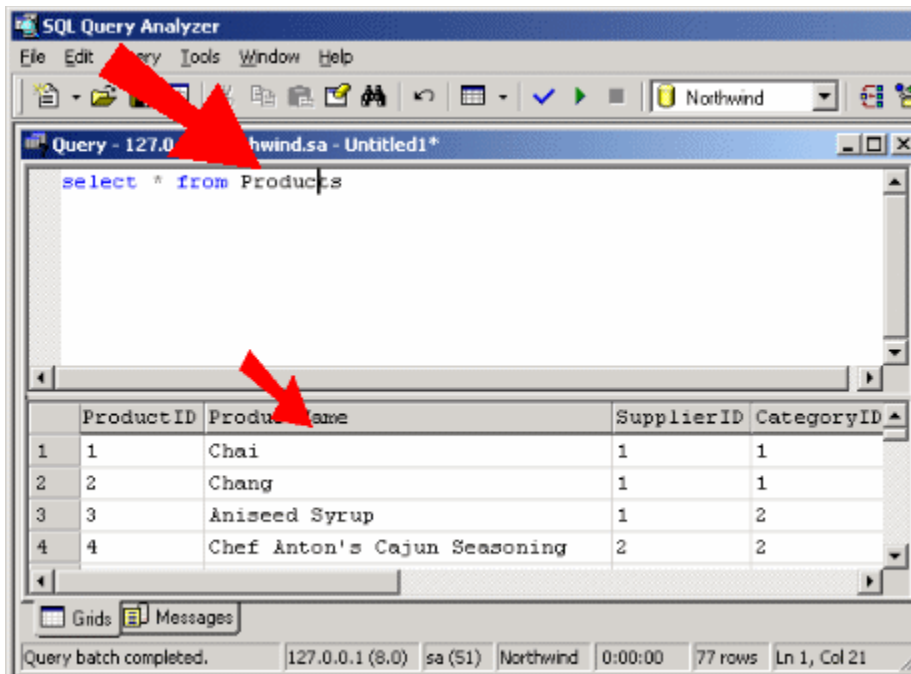 SQL Query Analyzer
File Edit Tools Window Help
Northwind
Query - 127.0 hwind.sa - Untitled1*
select * from Products
ProductID Produ Name SupplierID CategoryID
1 1 Chai 1 1
2 2 Chang 1 1
3 3 Aniseed Syrup 1 2
4 4 Chef Anton's Cajun Seasoning 2 2
Grids Messages
Query batch completed. 127.0.0.1 (8.0) sa (51) Northwind 0:00:00 77 rows Ln 1, Col 21